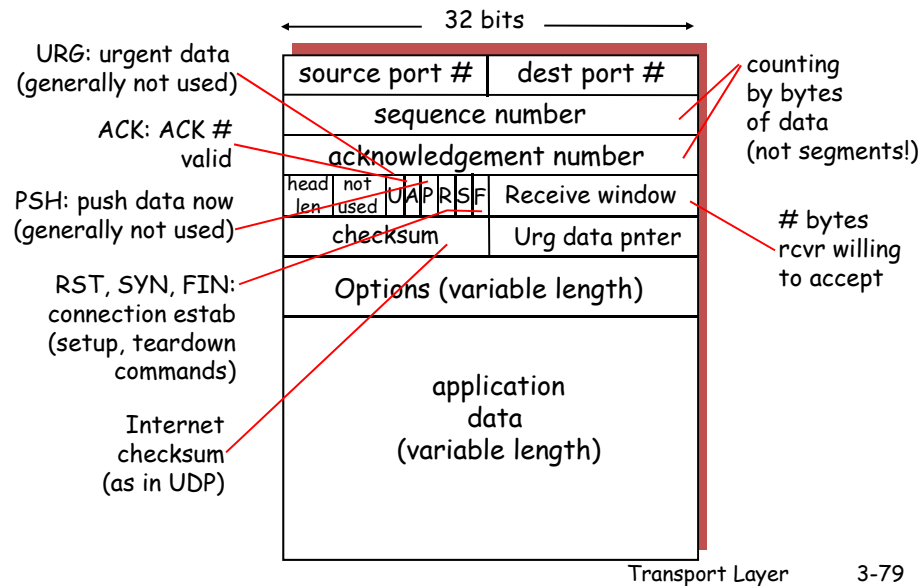 32 bits
URG: urgent data
(generally not used)
ACK: ACK #
valid
PSH: push data now
(generally not used)
RST, SYN, FIN:
connection estab
(setup, teardown
commands)
Internet
checksum
(as in UDP)
source port #
dest port #
sequence number
acknowledgement number
head
len
not
used
U A P R S F
Receive window
checksum
Urg data pnter
Options (variable length)
application
data
(variable length)
counting
by bytes
of data
(not segments!)
# bytes
rcvr willing
to accept
Transport Layer 3-79